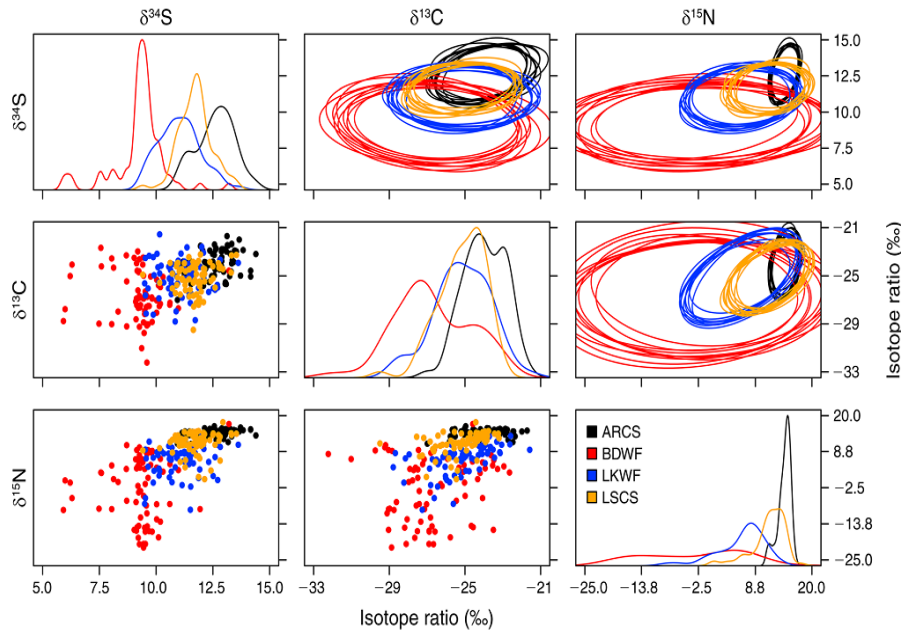 δ³⁴S δ¹³C δ¹⁵N
δ³⁴S
15.0
12.5
10.0
7.5
5.0
δ¹³C
−21
−25
−29
−33
Isotope ratio (‰)
δ¹⁵N
ARCS
BDWF
LKWF
LSCS
20.0
8.8
−2.5
−13.8
−25.0
5.0 7.5 10.0 12.5 15.0 −33 −29 −25 −21 −25.0 −13.8 −2.5 8.8 20.0
Isotope ratio (‰)